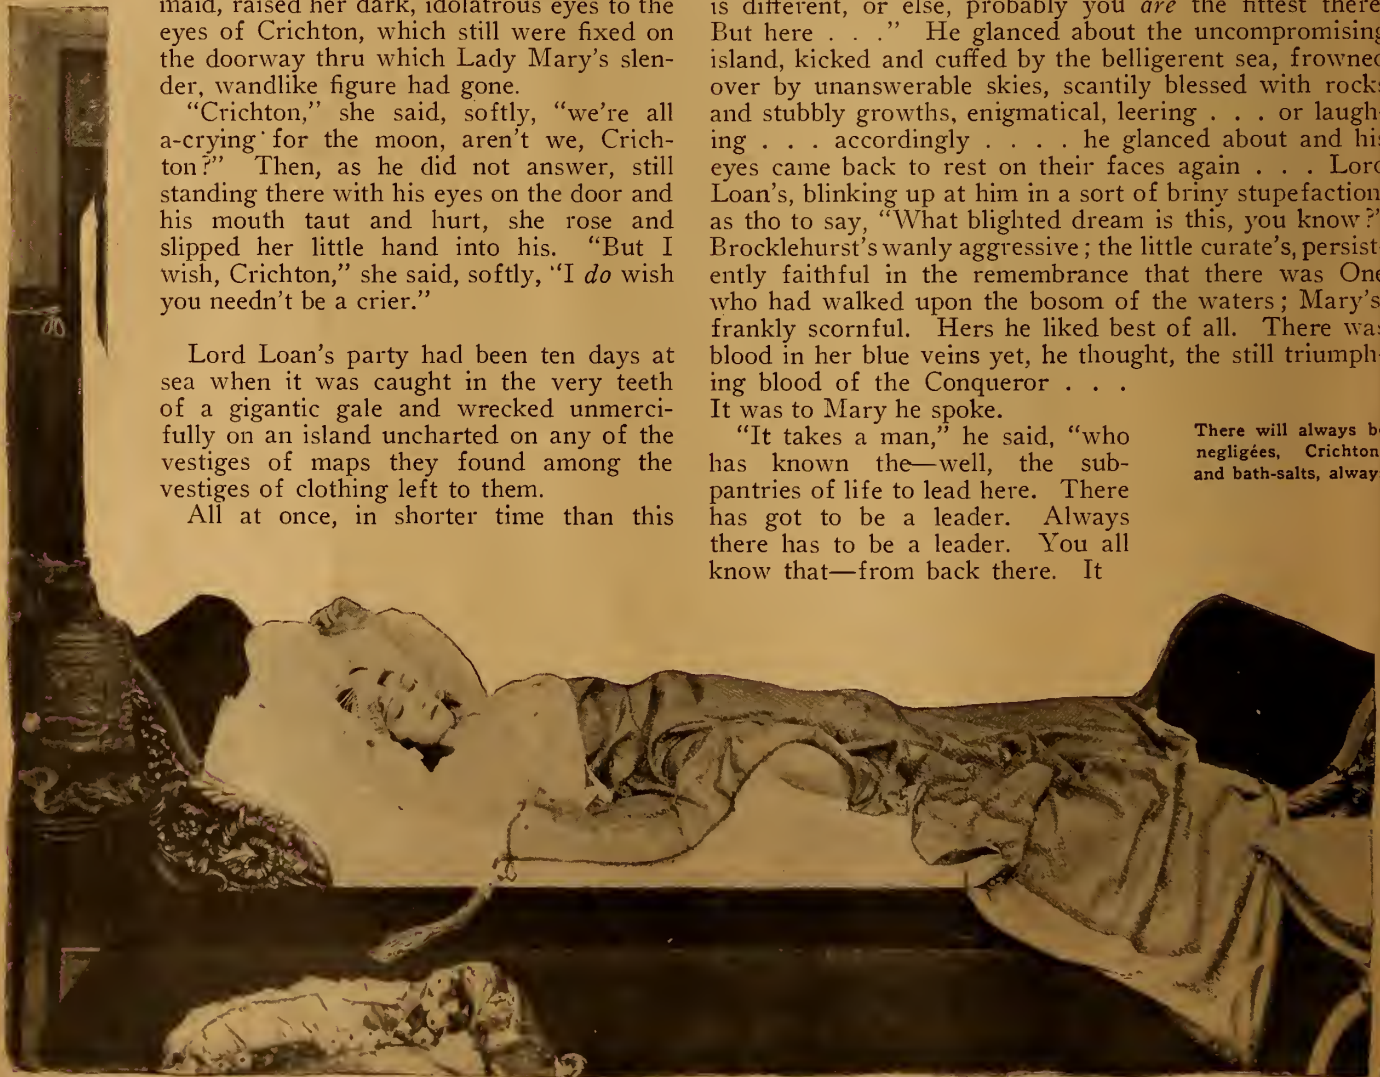 maid, raised her dark, idolatrous eyes to the
eyes of Crichton, which still were fixed on
the doorway thru which Lady Mary's slen-
der, wandlike figure had gone.
"Crichton," she said, softly, "we're all
a-crying for the moon, aren't we, Crich-
ton?" Then, as he did not answer, still
standing there with his eyes on the door and
his mouth taut and hurt, she rose and
slipped her little hand into his. "But I
wish, Crichton," she said, softly, "I do wish
you needn't be a crier."
Lord Loan's party had been ten days at
sea when it was caught in the very teeth
of a gigantic gale and wrecked unmerci-
fully on an island uncharted on any of the
vestiges of maps they found among the
vestiges of clothing left to them.
All at once, in shorter time than this
is different, or else, probably you are the fittest there
But here . . ." He glanced about the uncompromising
island, kicked and cuffed by the belligerent sea, frowned
over by unanswerable skies, scantily blessed with rock
and stubbly growths, enigmatical, leering . . . or laugh-
ing . . . accordingly . . . . he glanced about and his
eyes came back to rest on their faces again . . . Lord
Loan's, blinking up at him in a sort of briny stupefaction
as tho to say, "What blighted dream is this, you know?"
Brocklehurst's wanly aggressive; the little curate's, persist-
ently faithful in the remembrance that there was One
who had walked upon the bosom of the waters; Mary's
frankly scornful. Hers he liked best of all. There was
blood in her blue veins yet, he thought, the still triumph-
ing blood of the Conqueror . . .
It was to Mary he spoke.
"It takes a man," he said, "who
has known the—well, the sub-
pantries of life to lead here. There
has got to be a leader. Always
there has to be a leader. You all
know that—from back there. It
There will always be
negligées, Crichton
and bath-salts, alway